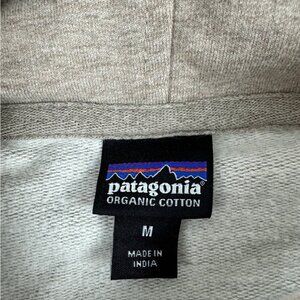 patagonia®
ORGANIC COTTON
M
MADE IN
INDIA